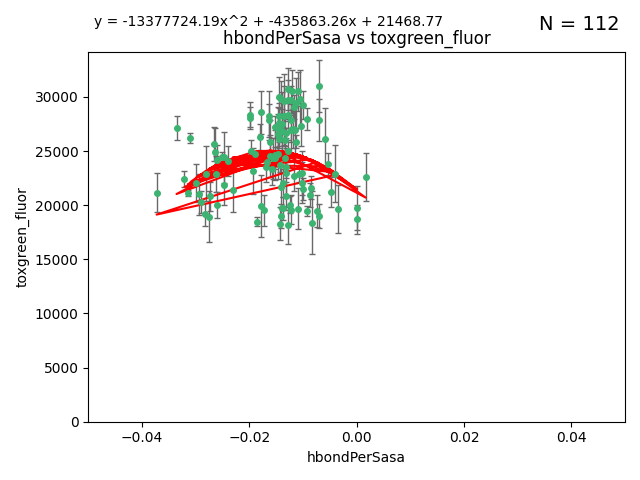 y = -13377724.19x^2 + -435863.26x + 21468.77
N = 112
hbondPerSasa vs toxgreen_fluor
toxgreen_fluor
30000
25000
20000
15000
10000
5000
0
−0.04
−0.02
0.00
0.02
0.04
hbondPerSasa